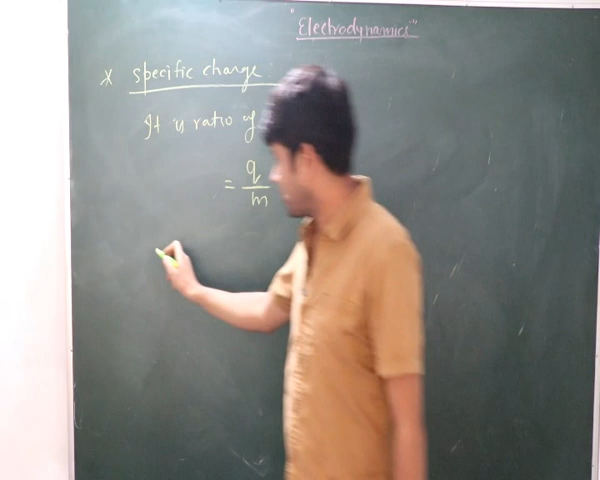 "Electrodynamics"
* specific charge:
It is ratio of
= q/m